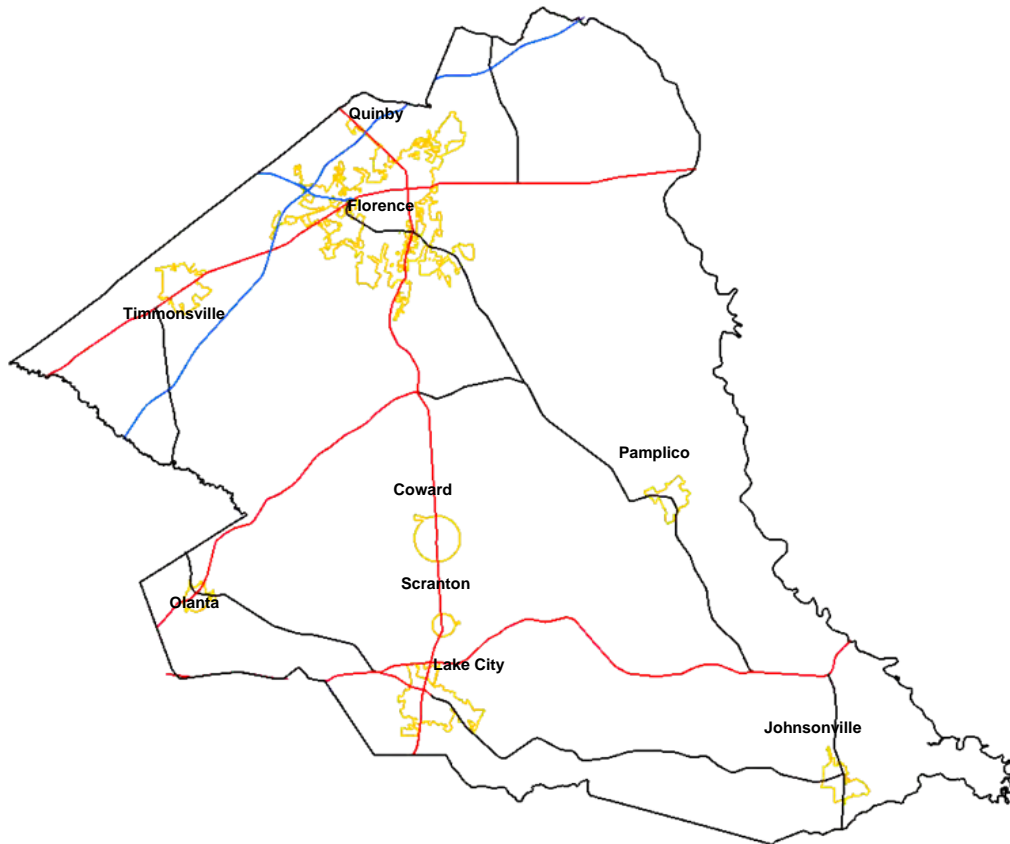 Quinby
Florence
Timmonsville
Pamplico
Coward
Scranton
Olanta
Lake City
Johnsonville